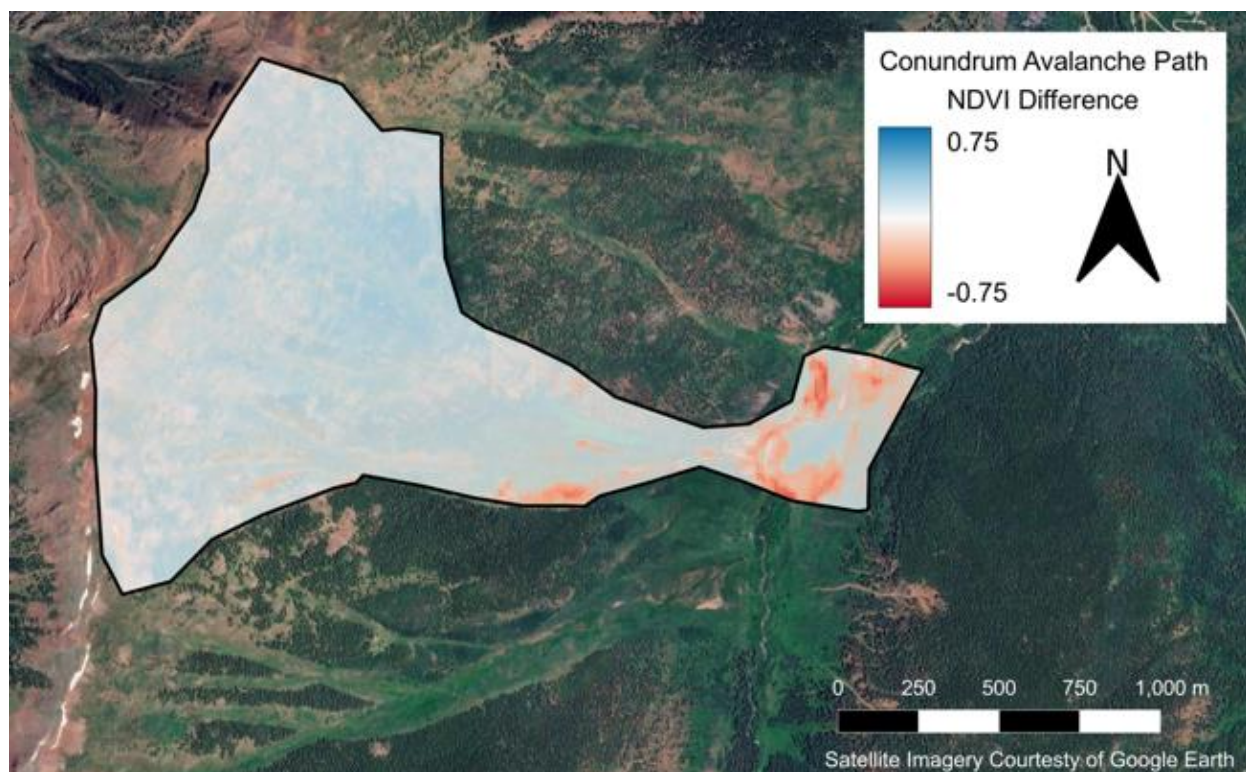 Conundrum Avalanche Path
NDVI Difference
0.75
-0.75
N
0 250 500 750 1,000 m
Satellite Imagery Courtesty of Google Earth